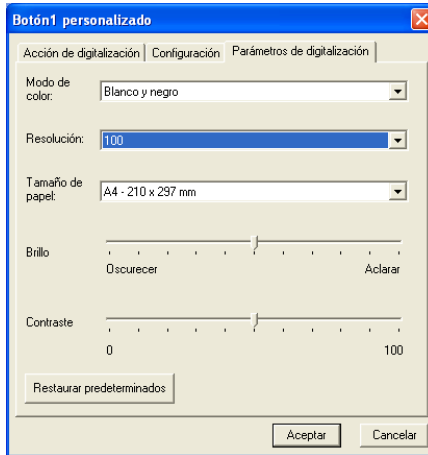 Botón1 personalizado
Acción de digitalización Configuración Parámetros de digitalización
Modo de
color:
Blanco y negro
Resolución:
100
Tamaño de
papel:
A4 - 210 x 297 mm
Brillo
Oscurecer Aclarar
Contraste
0 100
Restaurar predeterminados
Aceptar Cancelar